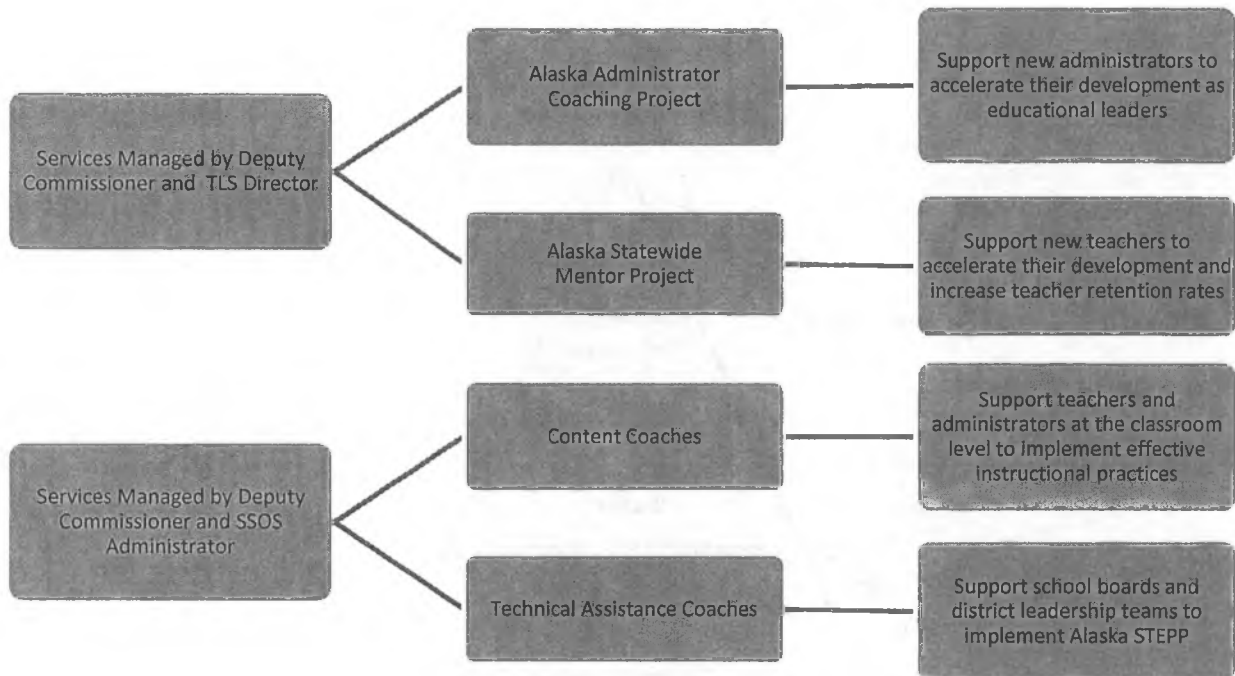 Services Managed by Deputy
Commissioner and TLS Director
Alaska Administrator
Coaching Project
Support new administrators to
accelerate their development as
educational leaders
Alaska Statewide
Mentor Project
Support new teachers to
accelerate their development and
increase teacher retention rates
Services Managed by Deputy
Commissioner and SSOS
Administrator
Content Coaches
Support teachers and
administrators at the classroom
level to implement effective
instructional practices
Technical Assistance Coaches
Support school boards and
district leadership teams to
implement Alaska STEPP